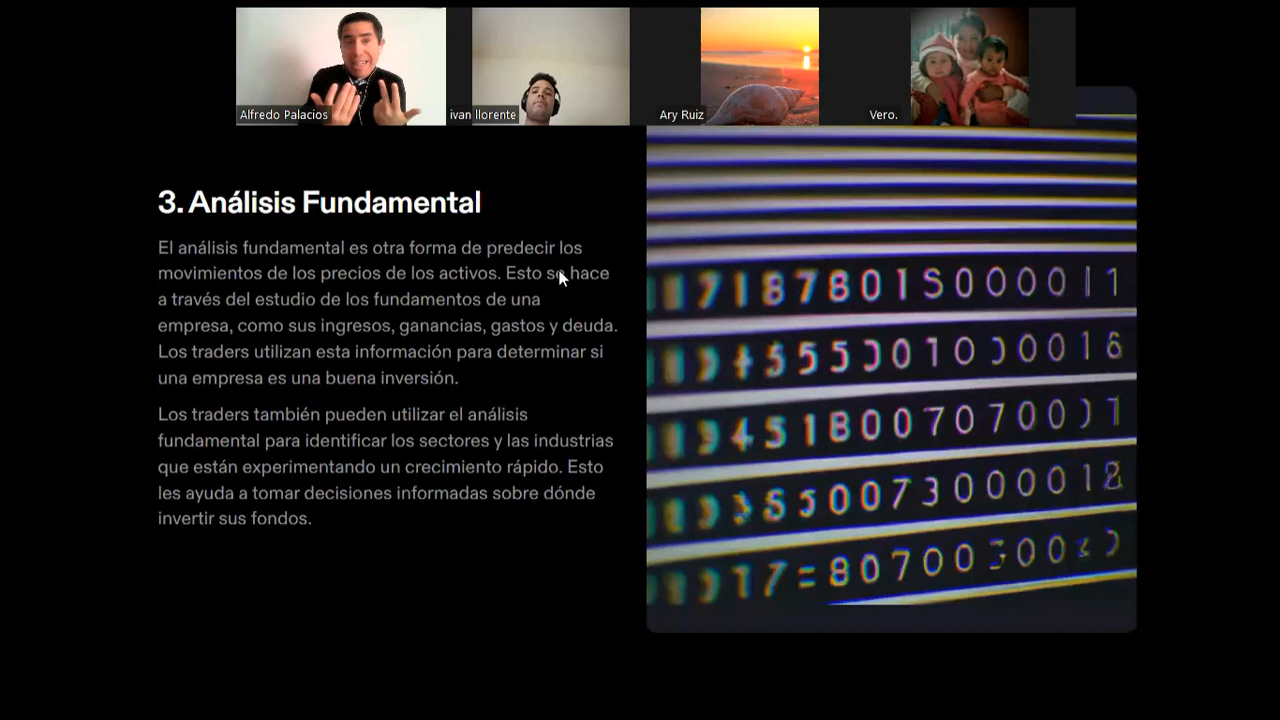 Alfredo Palacios
ivan llorente
Ary Ruiz
Vero.
3. Análisis Fundamental
El análisis fundamental es otra forma de predecir los
movimientos de los precios de los activos. Esto se hace
a través del estudio de los fundamentos de una
empresa, como sus ingresos, ganancias, gastos y deuda.
Los traders utilizan esta información para determinar si
una empresa es una buena inversión.
Los traders también pueden utilizar el análisis
fundamental para identificar los sectores y las industrias
que están experimentando un crecimiento rápido. Esto
les ayuda a tomar decisiones informadas sobre dónde
invertir sus fondos.